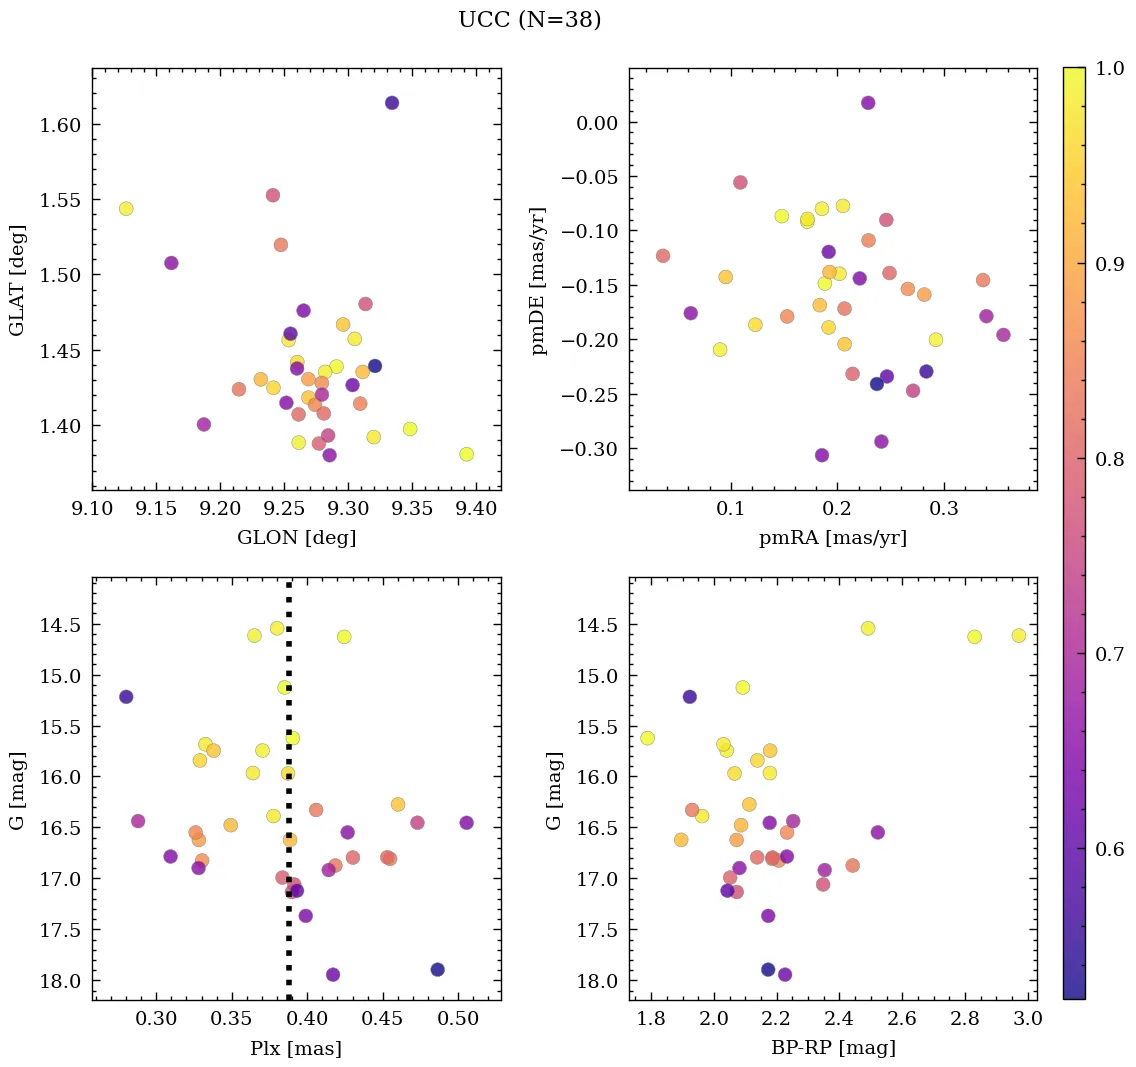 UCC (N=38)
1.60
1.55
1.50
1.45
1.40
GLAT [deg]
9.10 9.15 9.20 9.25 9.30 9.35 9.40
GLON [deg]
0.00
−0.05
−0.10
−0.15
−0.20
−0.25
−0.30
pmDE [mas/yr]
0.1 0.2 0.3
pmRA [mas/yr]
14.5
15.0
15.5
16.0
16.5
17.0
17.5
18.0
G [mag]
0.30 0.35 0.40 0.45 0.50
Plx [mas]
14.5
15.0
15.5
16.0
16.5
17.0
17.5
18.0
G [mag]
1.8 2.0 2.2 2.4 2.6 2.8 3.0
BP-RP [mag]
1.0
0.9
0.8
0.7
0.6